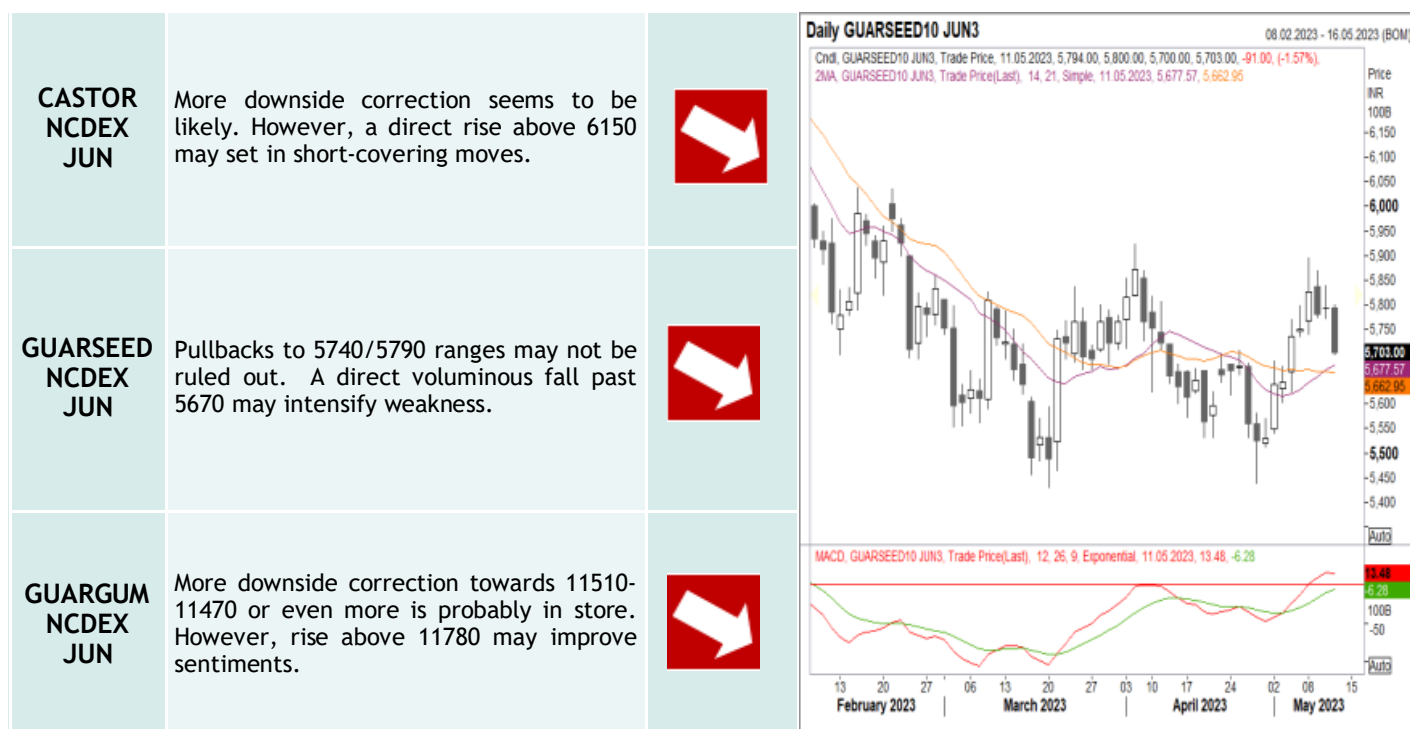 CASTOR
NCDEX
JUN
More downside correction seems to be
likely. However, a direct rise above 6150
may set in short-covering moves.
GUARSEED
NCDEX
JUN
Pullbacks to 5740/5790 ranges may not be
ruled out. A direct voluminous fall past
5670 may intensify weakness.
GUARGUM
NCDEX
JUN
More downside correction towards 11510-
11470 or even more is probably in store.
However, rise above 11780 may improve
sentiments.
Daily GUARSEED10 JUN3
08.02.2023 - 16.05.2023 (BOM)
Cndl, GUARSEED10 JUN3, Trade Price, 11.05.2023, 5,794.00, 5,800.00, 5,700.00, 5,703.00, -91.00, (-1.57%),
2MA, GUARSEED10 JUN3, Trade Price(Last), 14, 21, Simple, 11.05.2023, 5,677.57, 5,662.95
Price
INR
100B
6,150
6,100
6,050
6,000
5,950
5,900
5,850
5,800
5,750
5,703.00
5,677.57
5,662.95
5,600
5,550
5,500
5,450
5,400
Auto
MACD, GUARSEED10 JUN3, Trade Price(Last), 12, 26, 9, Exponential, 11.05.2023, 13.48, -6.28
13.48
-6.28
100B
-50
Auto
13 20 27 06 13 20 27 03 10 17 24 02 08 15
February 2023 March 2023 April 2023 May 2023